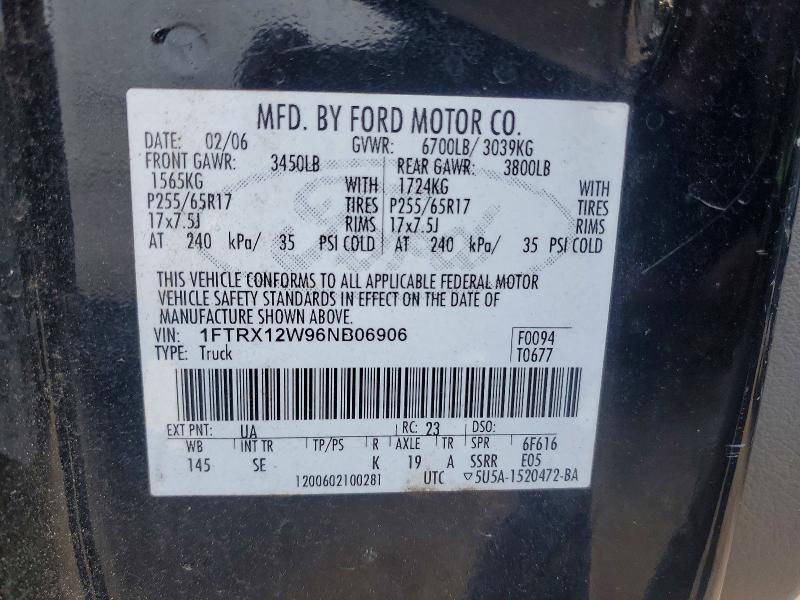 MFD. BY FORD MOTOR CO.
DATE: 02/06 GVWR: 6700LB/ 3039KG
FRONT GAWR: 3450LB REAR GAWR: 3800LB
1565KG WITH 1724KG WITH
P255/65R17 TIRES P255/65R17 TIRES
17x7.5J RIMS 17x7.5J RIMS
AT 240 kPa/ 35 PSI COLD AT 240 kPa/ 35 PSI COLD
THIS VEHICLE CONFORMS TO ALL APPLICABLE FEDERAL MOTOR
VEHICLE SAFETY STANDARDS IN EFFECT ON THE DATE OF
MANUFACTURE SHOWN ABOVE.
VIN: 1FTRX12W96NB06906 F0094
TYPE: Truck T0677
EXT PNT: UA RC: 23 DSO:
WB INT TR TP/PS R AXLE TR SPR 6F616
145 SE K 19 A SSRR E05
1200602100281 UTC ▽5U5A-1520472-BA